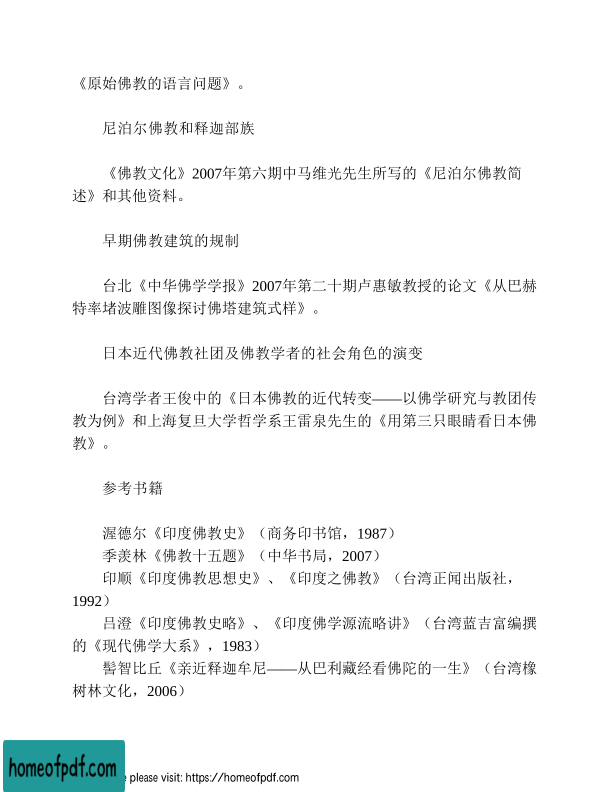 《原始佛教的语言问题》。
尼泊尔佛教和释迦部族
《佛教文化》2007年第六期中马维光先生所写的《尼泊尔佛教简
述》和其他资料。
早期佛教建筑的规制
台北《中华佛学学报》2007年第二十期卢惠敏教授的论文《从巴赫
特率堵波雕图像探讨佛塔建筑式样》。
日本近代佛教社团及佛教学者的社会角色的演变
台湾学者王俊中的《日本佛教的近代转变——以佛学研究与教团传
教为例》和上海复旦大学哲学系王雷泉先生的《用第三只眼睛看日本佛
教》。
参考书籍
渥德尔《印度佛教史》（商务印书馆，1987）
季羡林《佛教十五题》（中华书局，2007）
印顺《印度佛教思想史》、《印度之佛教》（台湾正闻出版社，
1992）
吕澄《印度佛教史略》、《印度佛学源流略讲》（台湾蓝吉富编撰
的《现代佛学大系》，1983）
髻智比丘《亲近释迦牟尼——从巴利藏经看佛陀的一生》（台湾橡
树林文化，2006）
homeofpdf.com
please visit: https://homeofpdf.com